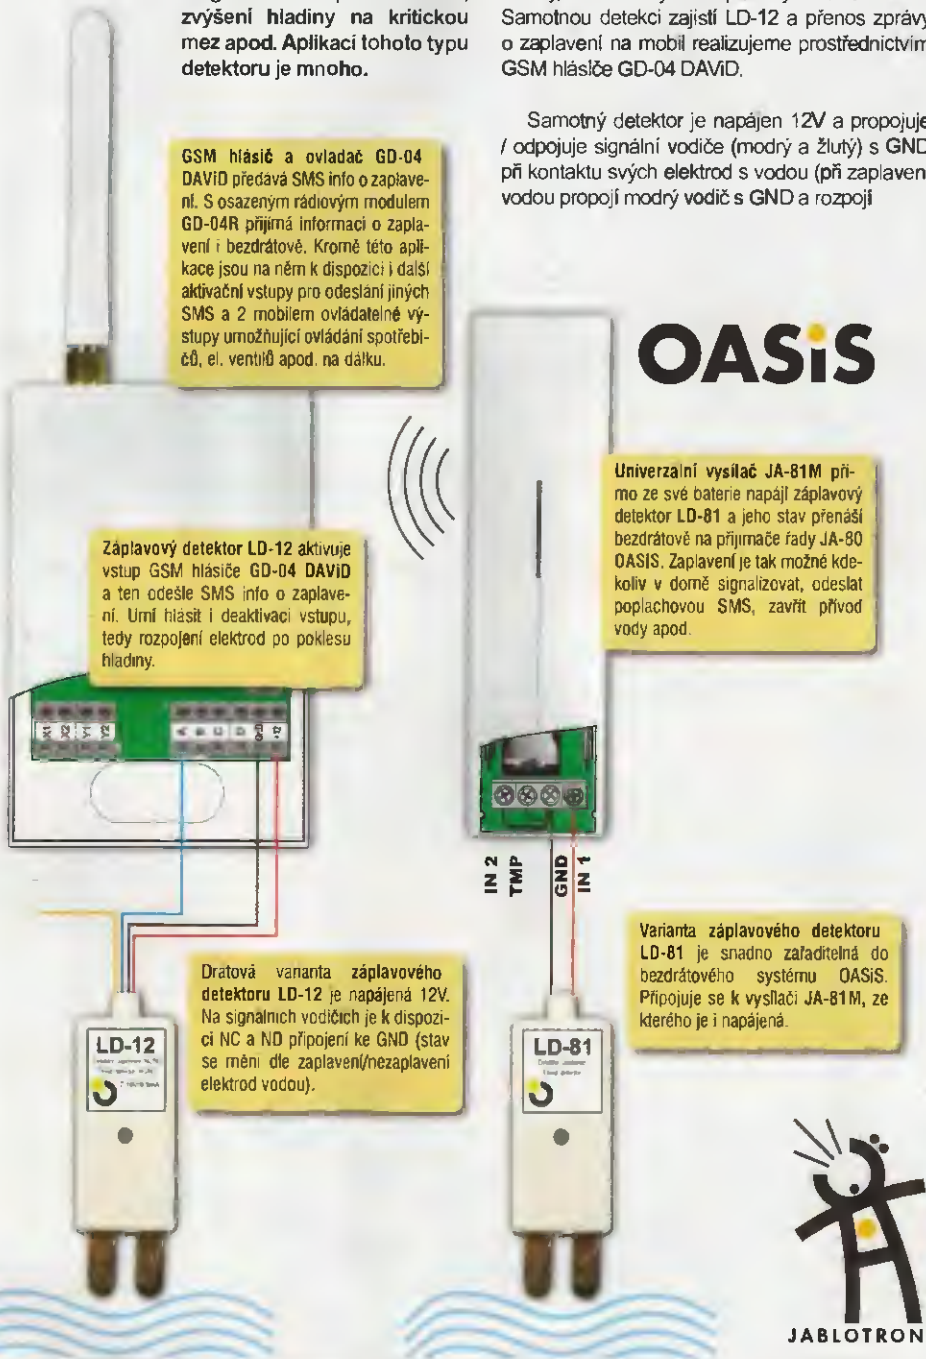 zvýšení hladiny na kritickou
mez apod. Aplikací tohoto typu
detektoru je mnoho.
Samotnou detekci zajistí LD-12 a přenos zprávy
o zaplavení na mobil realizujeme prostřednictvím
GSM hlásiče GD-04 DAViD.
Samotný detektor je napájen 12V a propojuje
/ odpojuje signální vodiče (modrý a žlutý) s GND
při kontaktu svých elektrod s vodou (při zaplavení
vodou propojí modrý vodič s GND a rozpojí
GSM hlásič a ovladač GD-04
DAViD předává SMS info o zaplave-
ní. S osazeným rádiovým modulem
GD-04R přijímá informaci o zapla-
vení i bezdrátově. Kromě této apli-
kace jsou na něm k dispozici i další
aktivační vstupy pro odeslání jiných
SMS a 2 mobilem ovládatelné vý-
stupy umožňující ovládání spotřebi-
čů, el. ventilů apod. na dálku.
OASiS
Univerzální vysílač JA-81M pří-
mo ze své baterie napájí záplavový
detektor LD-81 a jeho stav přenáší
bezdrátově na přijímače řady JA-80
OASiS. Zaplavení je tak možné kde-
koliv v domě signalizovat, odeslat
poplachovou SMS, zavřít přívod
vody apod.
Záplavový detektor LD-12 aktivuje
vstup GSM hlásiče GD-04 DAViD
a ten odešle SMS info o zaplave-
ní. Umí hlásit i deaktivaci vstupu,
tedy rozpojení elektrod po poklesu
hladiny.
X1 X2 Y1 Y2 A B C D GND +12
IN 2
TMP
GND
IN 1
Drátová varianta záplavového
detektoru LD-12 je napájená 12V.
Na signálních vodičích je k dispozi-
ci NC a NO připojení ke GND (stav
se mění dle zaplavení/nezaplavení
elektrod vodou).
Varianta záplavového detektoru
LD-81 je snadno zařaditelná do
bezdrátového systému OASiS.
Připojuje se k vysílači JA-81M, ze
kterého je i napájená.
LD-12
LD-81
JABLOTRON